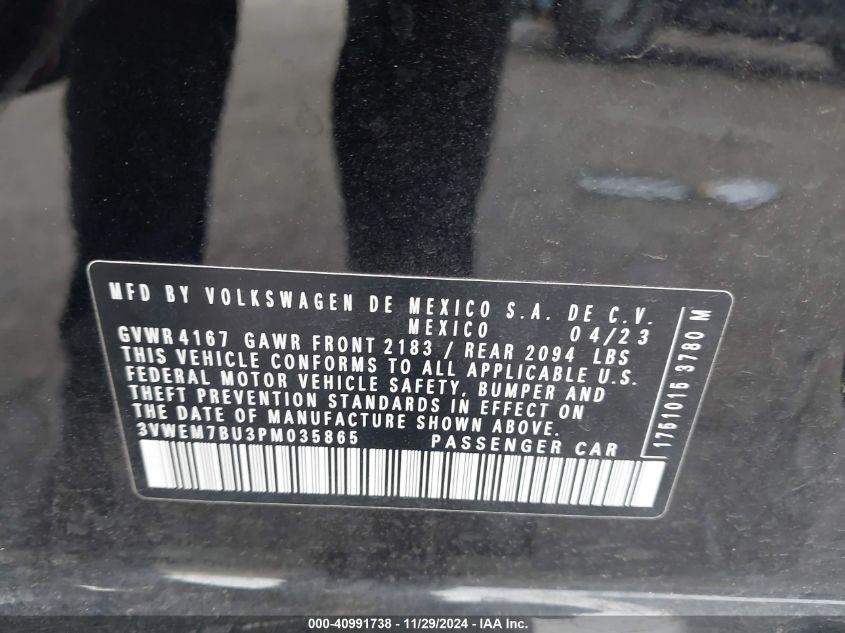 MFD BY VOLKSWAGEN DE MEXICO S.A. DE C.V.
MEXICO 04/23
GVWR 4167 GAWR FRONT 2183 / REAR 2094 LBS
THIS VEHICLE CONFORMS TO ALL APPLICABLE U.S.
FEDERAL MOTOR VEHICLE SAFETY, BUMPER AND
THEFT PREVENTION STANDARDS IN EFFECT ON
THE DATE OF MANUFACTURE SHOWN ABOVE.
3VWEM7BU3PM035865 PASSENGER CAR
1751015 3780 M
000-40991738 - 11/29/2024 - IAA Inc.